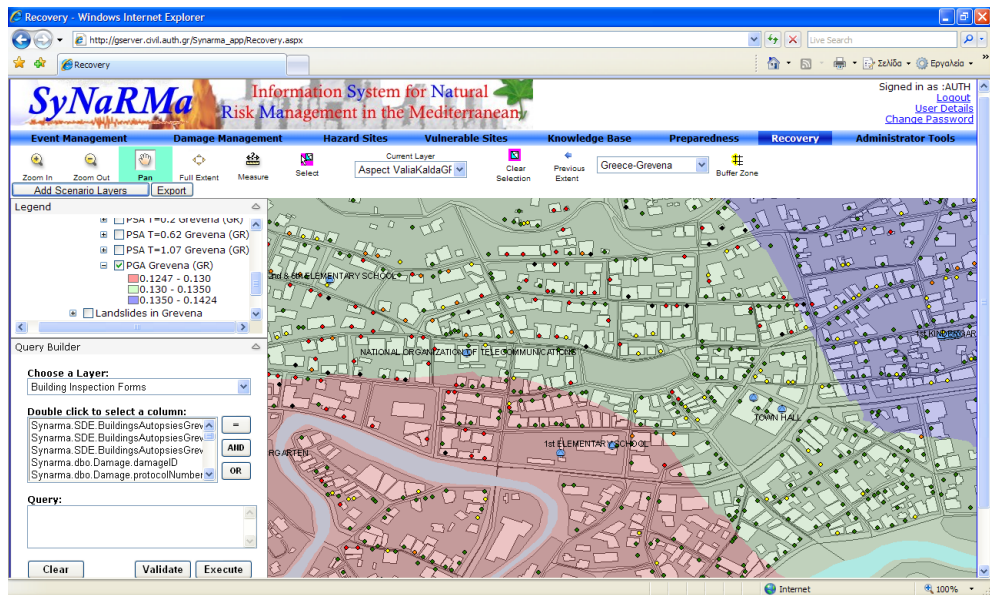 Recovery - Windows Internet Explorer
http://gserver.civil.auth.gr/Synarma_app/Recovery.aspx
Live Search
Recovery
Σελίδα
Εργαλεία
SyNaRMa
Information System for Natural
Risk Management in the Mediterranean
Signed in as :AUTH
Logout
User Details
Change Password
Event Management Damage Management Hazard Sites Vulnerable Sites Knowledge Base Preparedness Recovery Administrator Tools
Zoom In Zoom Out Pan Full Extent Measure Select
Current Layer
Aspect ValiaKaldaGF
Clear Selection
Previous Extent
Greece-Grevena
Buffer Zone
Add Scenario Layers Export
Legend
PSA T=0.2 Grevena (GR)
PSA T=0.62 Grevena (GR)
PSA T=1.07 Grevena (GR)
PGA Grevena (GR)
0.1247 - 0.130
0.130 - 0.1350
0.1350 - 0.1424
Landslides in Grevena
Query Builder
Choose a Layer:
Building Inspection Forms
Double click to select a column:
Synarma.SDE.BuildingsAutopsiesGrev
Synarma.SDE.BuildingsAutopsiesGrev
Synarma.SDE.BuildingsAutopsiesGrev
Synarma.dbo.Damage.damageID
Synarma.dbo.Damage.protocolNumber
=
AND
OR
Query:
Clear Validate Execute
2nd & 6th ELEMENTARY SCHOOL
NATIONAL ORGANIZATION OF TELECOMMUNICATIONS
1st KINDERGAR
TOWN HALL
1st ELEMENTARY SCHOOL
RGARTEN
Internet
100%